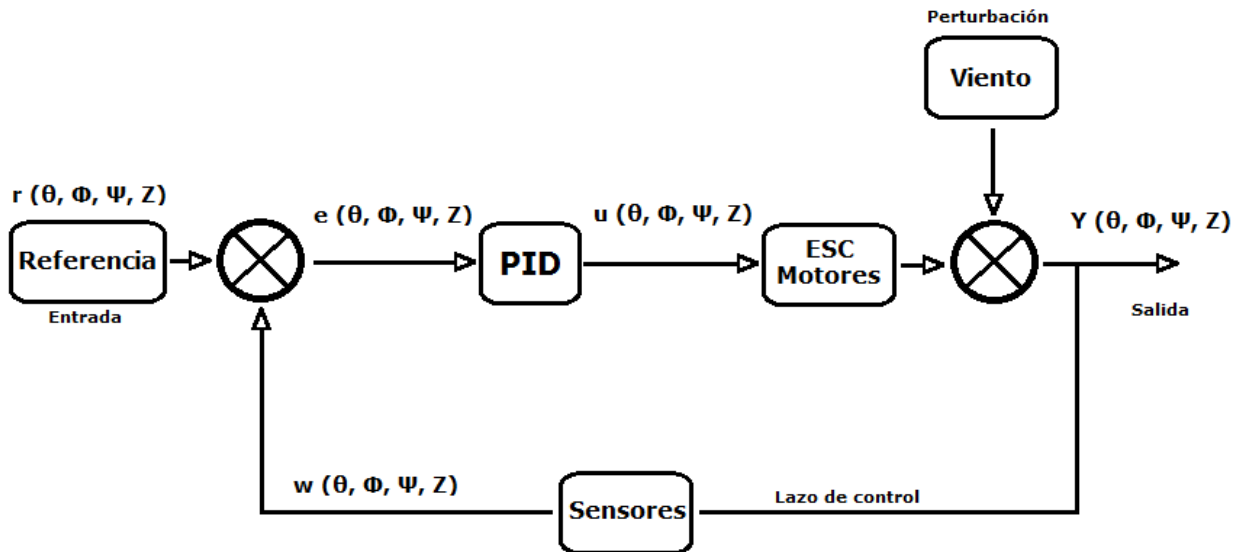 Perturbación
Viento
r (θ, Φ, Ψ, Z)
e (θ, Φ, Ψ, Z)
u (θ, Φ, Ψ, Z)
Y (θ, Φ, Ψ, Z)
Referencia
PID
ESC
Motores
Entrada
Salida
w (θ, Φ, Ψ, Z)
Sensores
Lazo de control